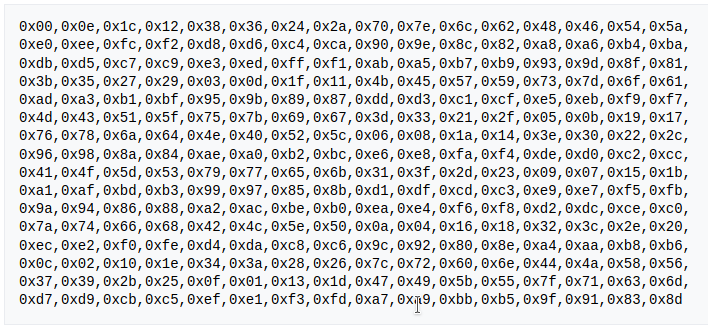 0x00,0x0e,0x1c,0x12,0x38,0x36,0x24,0x2a,0x70,0x7e,0x6c,0x62,0x48,0x46,0x54,0x5a,
0xe0,0xee,0xfc,0xf2,0xd8,0xd6,0xc4,0xca,0x90,0x9e,0x8c,0x82,0xa8,0xa6,0xb4,0xba,
0xdb,0xd5,0xc7,0xc9,0xe3,0xed,0xff,0xf1,0xab,0xa5,0xb7,0xb9,0x93,0x9d,0x8f,0x81,
0x3b,0x35,0x27,0x29,0x03,0x0d,0x1f,0x11,0x4b,0x45,0x57,0x59,0x73,0x7d,0x6f,0x61,
0xad,0xa3,0xb1,0xbf,0x95,0x9b,0x89,0x87,0xdd,0xd3,0xc1,0xcf,0xe5,0xeb,0xf9,0xf7,
0x4d,0x43,0x51,0x5f,0x75,0x7b,0x69,0x67,0x3d,0x33,0x21,0x2f,0x05,0x0b,0x19,0x17,
0x76,0x78,0x6a,0x64,0x4e,0x40,0x52,0x5c,0x06,0x08,0x1a,0x14,0x3e,0x30,0x22,0x2c,
0x96,0x98,0x8a,0x84,0xae,0xa0,0xb2,0xbc,0xe6,0xe8,0xfa,0xf4,0xde,0xd0,0xc2,0xcc,
0x41,0x4f,0x5d,0x53,0x79,0x77,0x65,0x6b,0x31,0x3f,0x2d,0x23,0x09,0x07,0x15,0x1b,
0xa1,0xaf,0xbd,0xb3,0x99,0x97,0x85,0x8b,0xd1,0xdf,0xcd,0xc3,0xe9,0xe7,0xf5,0xfb,
0x9a,0x94,0x86,0x88,0xa2,0xac,0xbe,0xb0,0xea,0xe4,0xf6,0xf8,0xd2,0xdc,0xce,0xc0,
0x7a,0x74,0x66,0x68,0x42,0x4c,0x5e,0x50,0x0a,0x04,0x16,0x18,0x32,0x3c,0x2e,0x20,
0xec,0xe2,0xf0,0xfe,0xd4,0xda,0xc8,0xc6,0x9c,0x92,0x80,0x8e,0xa4,0xaa,0xb8,0xb6,
0x0c,0x02,0x10,0x1e,0x34,0x3a,0x28,0x26,0x7c,0x72,0x60,0x6e,0x44,0x4a,0x58,0x56,
0x37,0x39,0x2b,0x25,0x0f,0x01,0x13,0x1d,0x47,0x49,0x5b,0x55,0x7f,0x71,0x63,0x6d,
0xd7,0xd9,0xcb,0xc5,0xef,0xe1,0xf3,0xfd,0xa7,0xa9,0xbb,0xb5,0x9f,0x91,0x83,0x8d